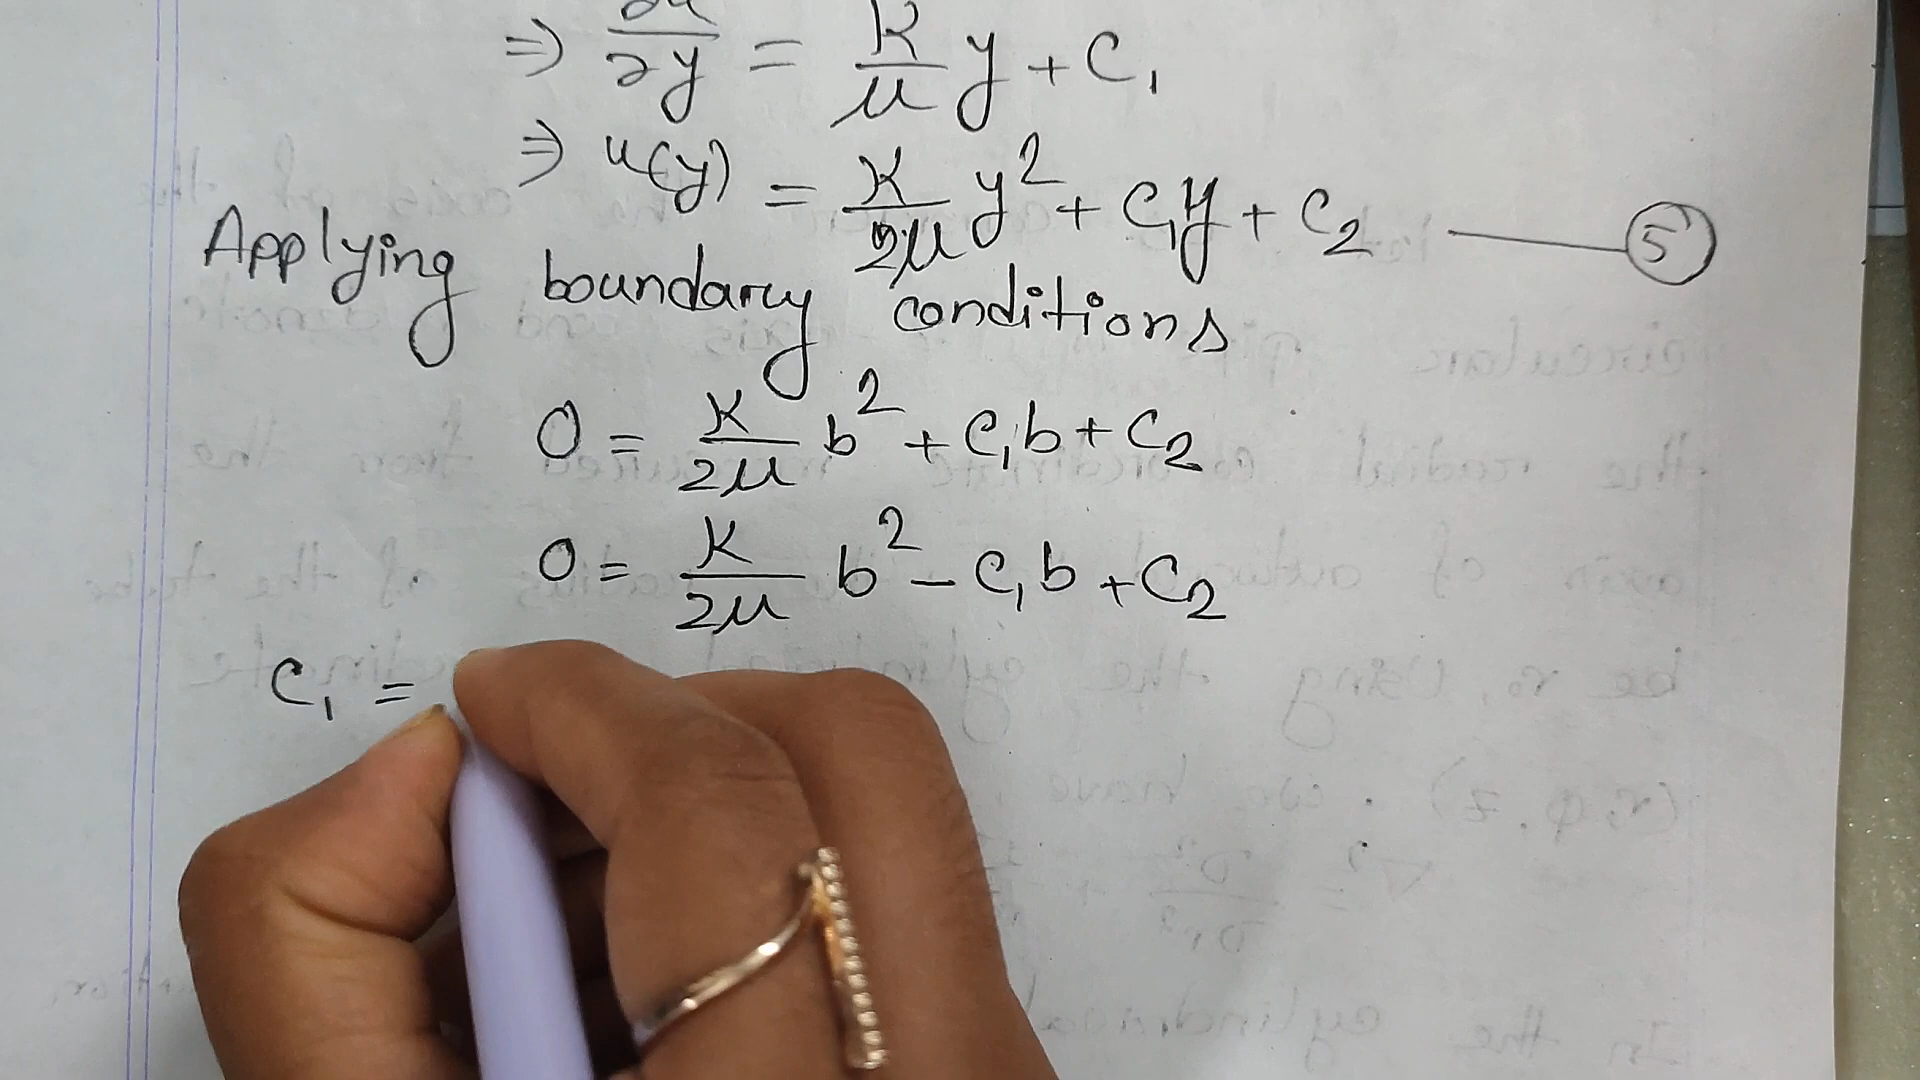 ⇒ ∂u/∂y = K/μ y + C₁
⇒ u(y) = K/2μ y² + C₁y + C₂ —— ⑤
Applying boundary conditions
0 = K/2μ b² + C₁b + C₂
0 = K/2μ b² - C₁b + C₂
C₁ =